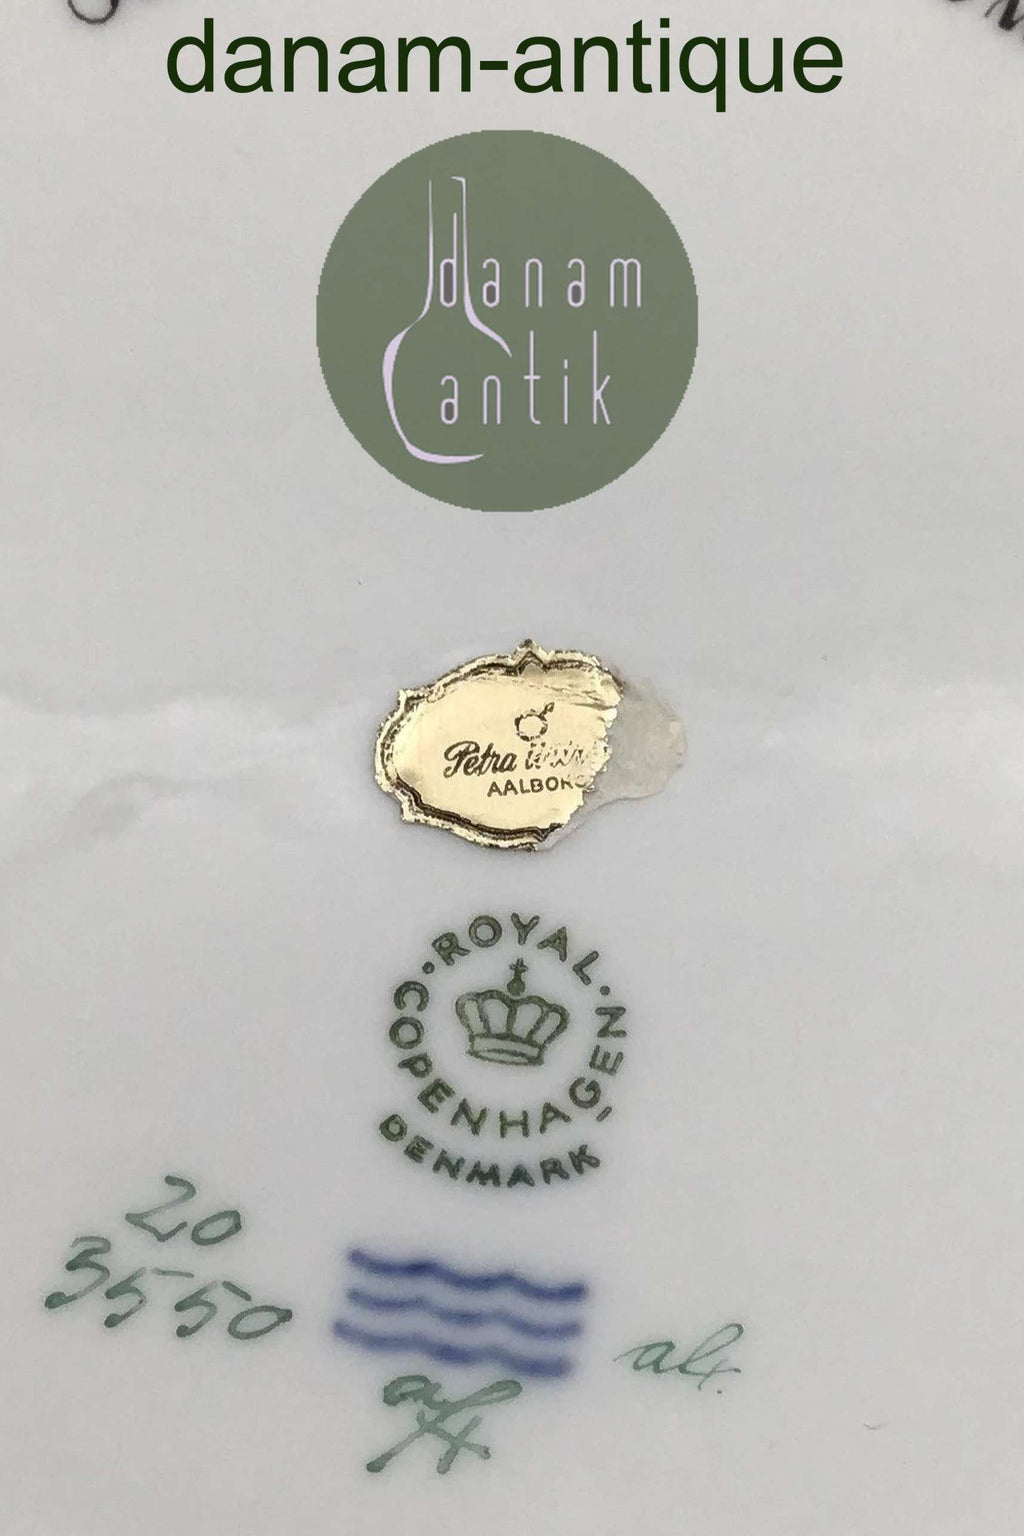 danam-antique
danam
antik
Petra
AALBORG
ROYAL
COPENHAGEN
DENMARK
20
3550